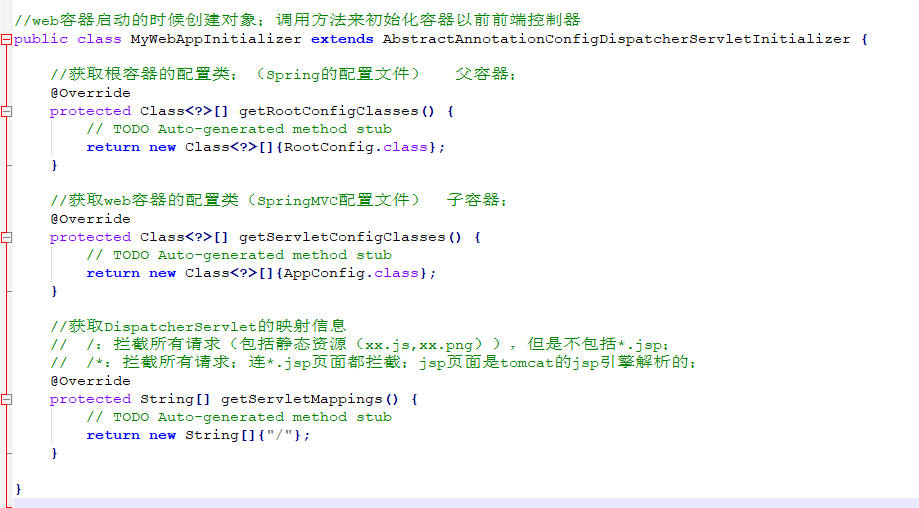 //web容器启动的时候创建对象；调用方法来初始化容器以前前端控制器
public class MyWebAppInitializer extends AbstractAnnotationConfigDispatcherServletInitializer {
//获取根容器的配置类；（Spring的配置文件）   父容器；
@Override
protected Class<?>[] getRootConfigClasses() {
// TODO Auto-generated method stub
return new Class<?>[]{RootConfig.class};
}
//获取web容器的配置类（SpringMVC配置文件）  子容器；
@Override
protected Class<?>[] getServletConfigClasses() {
// TODO Auto-generated method stub
return new Class<?>[]{AppConfig.class};
}
//获取DispatcherServlet的映射信息
//  /：拦截所有请求（包括静态资源（xx.js,xx.png）），但是不包括*.jsp；
//  /*：拦截所有请求；连*.jsp页面都拦截；jsp页面是tomcat的jsp引擎解析的；
@Override
protected String[] getServletMappings() {
// TODO Auto-generated method stub
return new String[]{"/"};
}
}